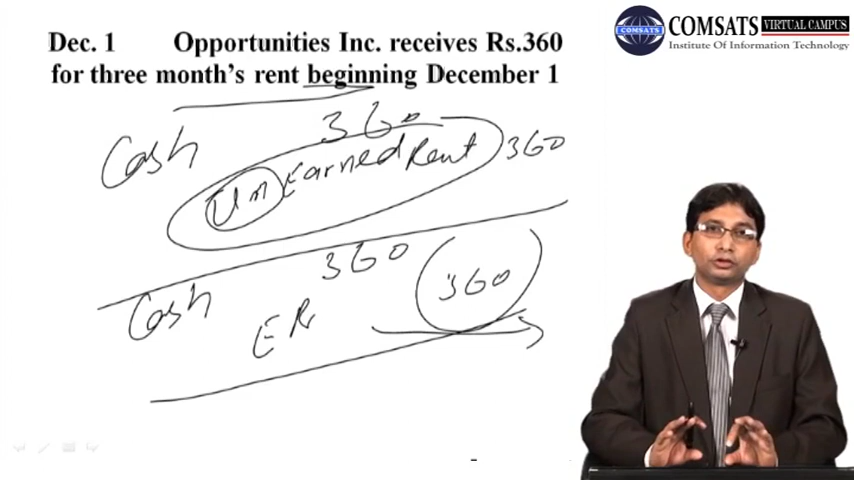 Dec. 1 Opportunities Inc. receives Rs.360
for three month's rent beginning December 1
COMSATS
COMSATS VIRTUAL CAMPUS
Institute Of Information Technology
Cash 360
UnEarned Rent 360
Cash 360
ER 360